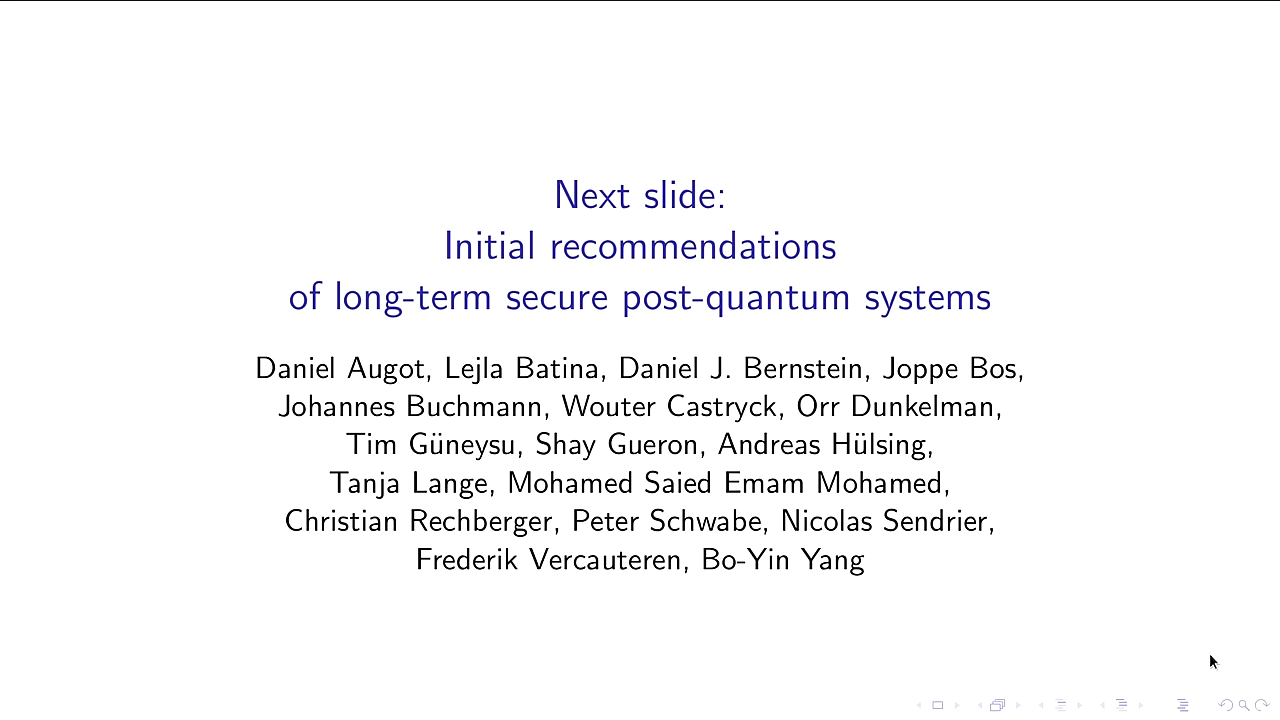 Next slide:
Initial recommendations
of long-term secure post-quantum systems
Daniel Augot, Lejla Batina, Daniel J. Bernstein, Joppe Bos,
Johannes Buchmann, Wouter Castryck, Orr Dunkelman,
Tim Güneysu, Shay Gueron, Andreas Hülsing,
Tanja Lange, Mohamed Saied Emam Mohamed,
Christian Rechberger, Peter Schwabe, Nicolas Sendrier,
Frederik Vercauteren, Bo-Yin Yang